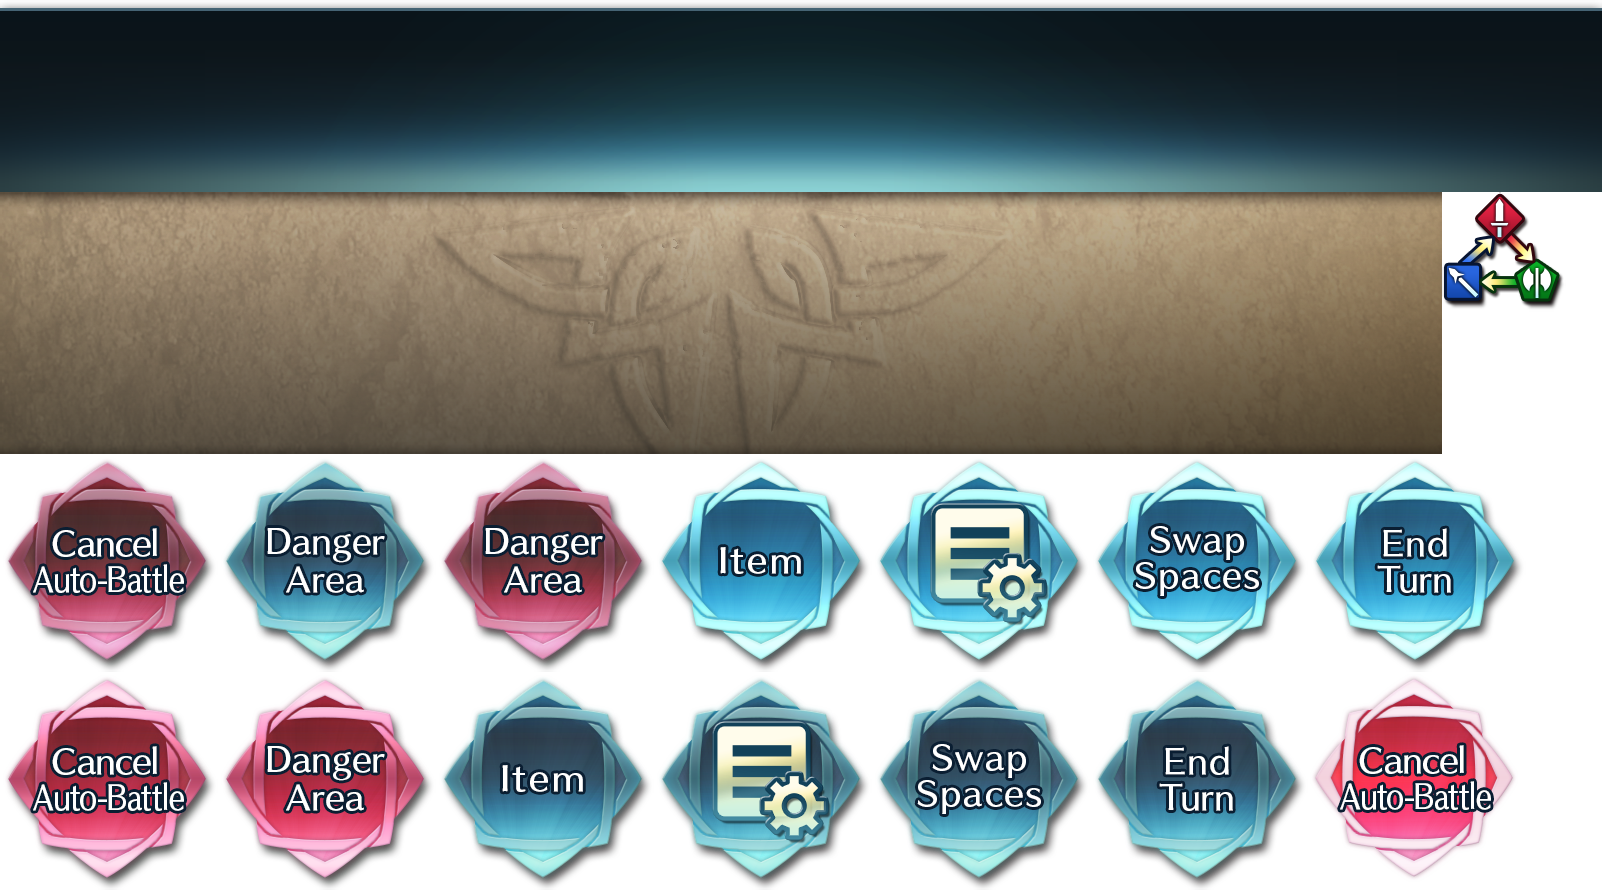 Cancel
Auto-Battle
Danger
Area
Danger
Area
Item
Swap
Spaces
End
Turn
Cancel
Auto-Battle
Danger
Area
Item
Swap
Spaces
End
Turn
Cancel
Auto-Battle